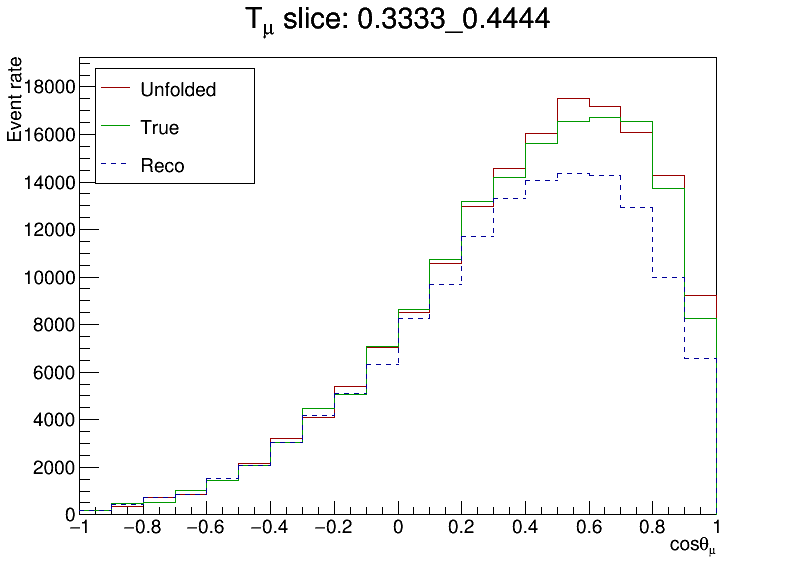 Tμ slice: 0.3333_0.4444
Event rate
Unfolded
True
Reco
18000
16000
14000
12000
10000
8000
6000
4000
2000
0
−1 −0.8 −0.6 −0.4 −0.2 0 0.2 0.4 0.6 0.8 1
cosθμ